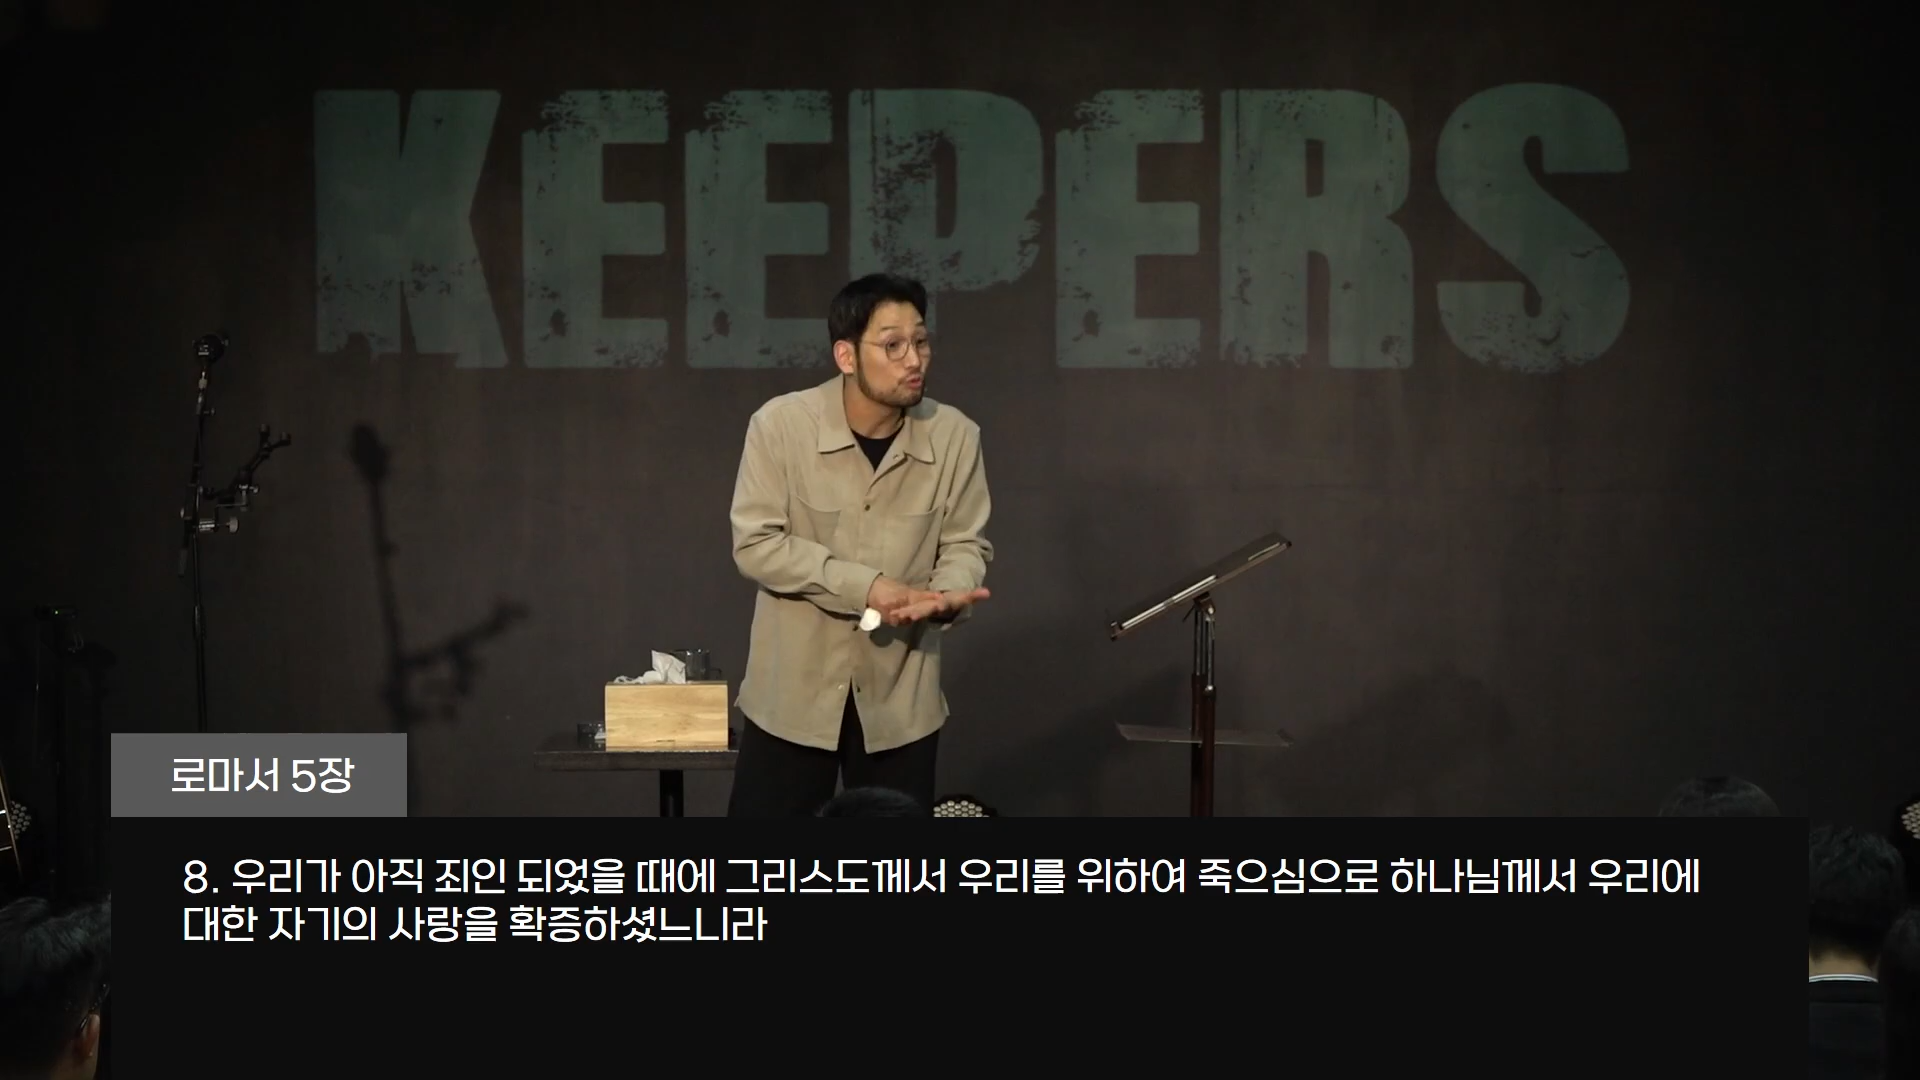 KEEPERS
로마서 5장
8. 우리가 아직 죄인 되었을 때에 그리스도께서 우리를 위하여 죽으심으로 하나님께서 우리에
대한 자기의 사랑을 확증하셨느니라